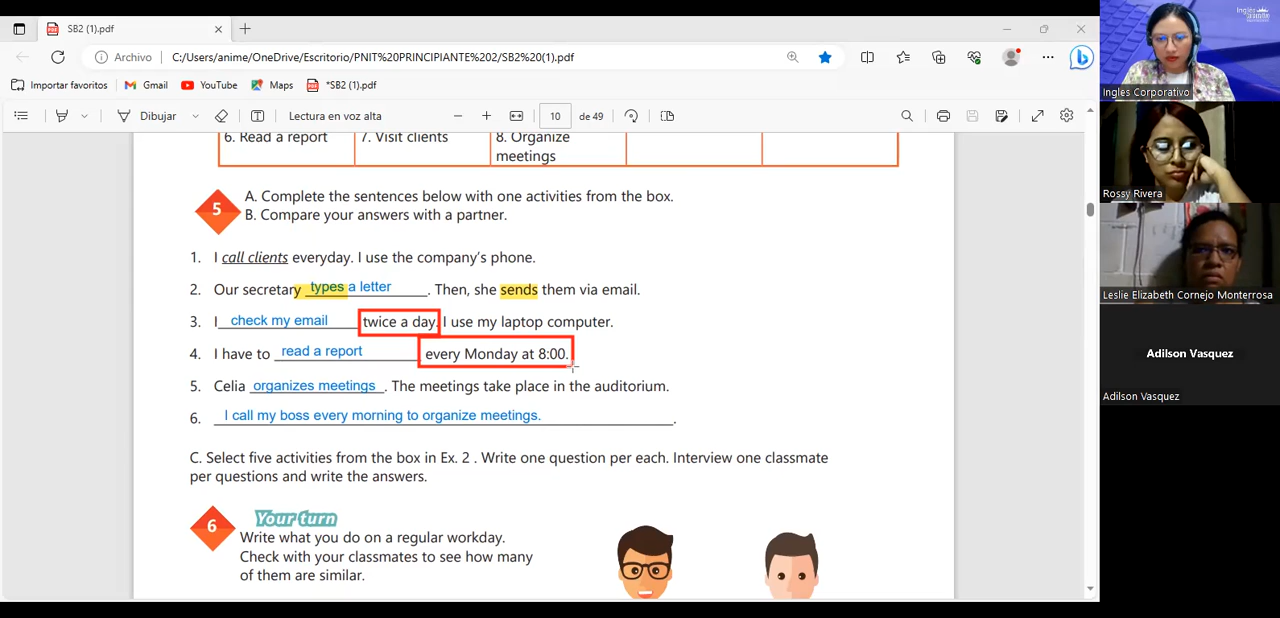 SB2 (1).pdf
Archivo C:/Users/anime/OneDrive/Escritorio/PNIT%20PRINCIPIANTE%202/SB2%20(1).pdf
Importar favoritos Gmail YouTube Maps *SB2 (1).pdf
Dibujar Lectura en voz alta 10 de 49
6. Read a report 7. Visit clients 8. Organize
meetings
5 A. Complete the sentences below with one activities from the box.
B. Compare your answers with a partner.
1. I call clients everyday. I use the company's phone.
2. Our secretary types a letter. Then, she sends them via email.
3. I check my email twice a day. I use my laptop computer.
4. I have to read a report every Monday at 8:00.
5. Celia organizes meetings. The meetings take place in the auditorium.
6. I call my boss every morning to organize meetings.
C. Select five activities from the box in Ex. 2 . Write one question per each. Interview one classmate
per questions and write the answers.
6 Your turn
Write what you do on a regular workday.
Check with your classmates to see how many
of them are similar.
Ingles Corporativo
Rossy Rivera
Leslie Elizabeth Cornejo Monterrosa
Adilson Vasquez
Adilson Vasquez